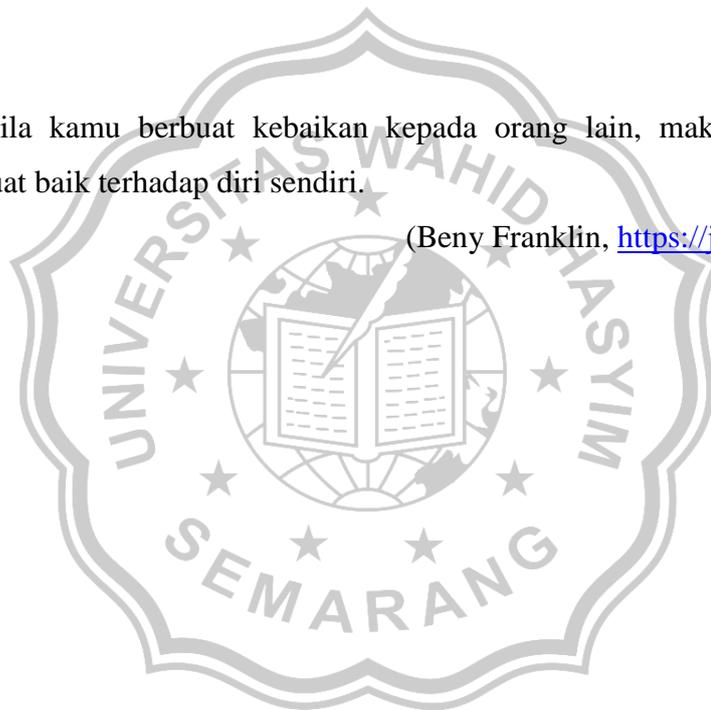 ila kamu berbuat kebaikan kepada orang lain, mak
uat baik terhadap diri sendiri.
(Beny Franklin, https://j
UNIVERSITAS WAHID HASYIM
SEMARANG